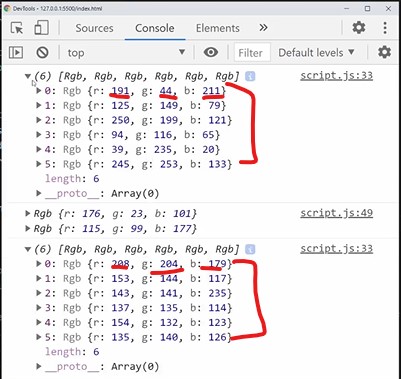 DevTools - 127.0.0.1:5500/index.html
Sources Console Elements »
top Filter Default levels ▼
▼(6) [Rgb, Rgb, Rgb, Rgb, Rgb, Rgb] i script.js:33
▶0: Rgb {r: 191, g: 44, b: 211}
▶1: Rgb {r: 125, g: 149, b: 79}
▶2: Rgb {r: 250, g: 199, b: 121}
▶3: Rgb {r: 94, g: 116, b: 65}
▶4: Rgb {r: 39, g: 235, b: 20}
▶5: Rgb {r: 245, g: 253, b: 133}
length: 6
▶__proto__: Array(0)
▶Rgb {r: 176, g: 23, b: 101} script.js:49
▶Rgb {r: 115, g: 99, b: 177}
▼(6) [Rgb, Rgb, Rgb, Rgb, Rgb, Rgb] i script.js:33
▶0: Rgb {r: 208, g: 204, b: 179}
▶1: Rgb {r: 153, g: 144, b: 117}
▶2: Rgb {r: 143, g: 141, b: 235}
▶3: Rgb {r: 137, g: 135, b: 114}
▶4: Rgb {r: 154, g: 132, b: 123}
▶5: Rgb {r: 135, g: 140, b: 126}
length: 6
▶__proto__: Array(0)